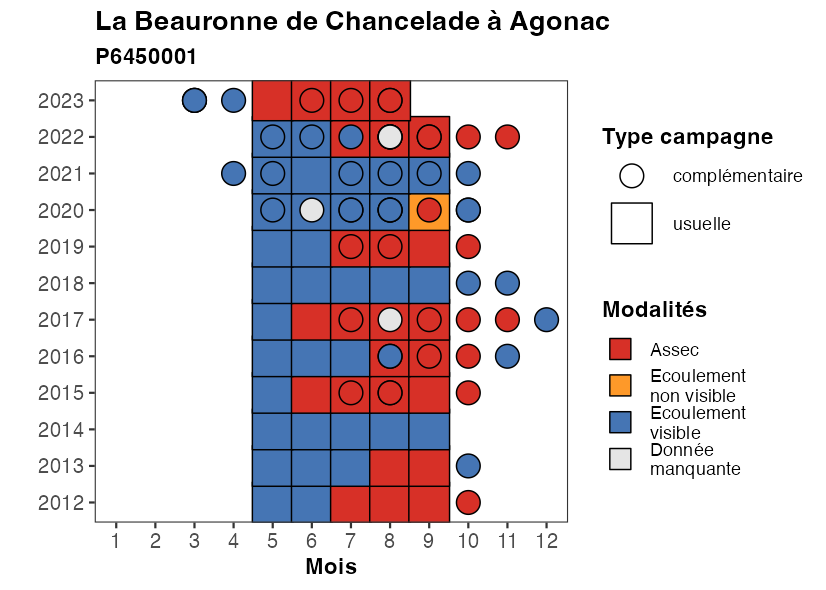 La Beauronne de Chancelade à Agonac
P6450001
2023
2022
2021
2020
2019
2018
2017
2016
2015
2014
2013
2012
1 2 3 4 5 6 7 8 9 10 11 12
Mois
Type campagne
complémentaire
usuelle
Modalités
Assec
Ecoulement
non visible
Ecoulement
visible
Donnée
manquante